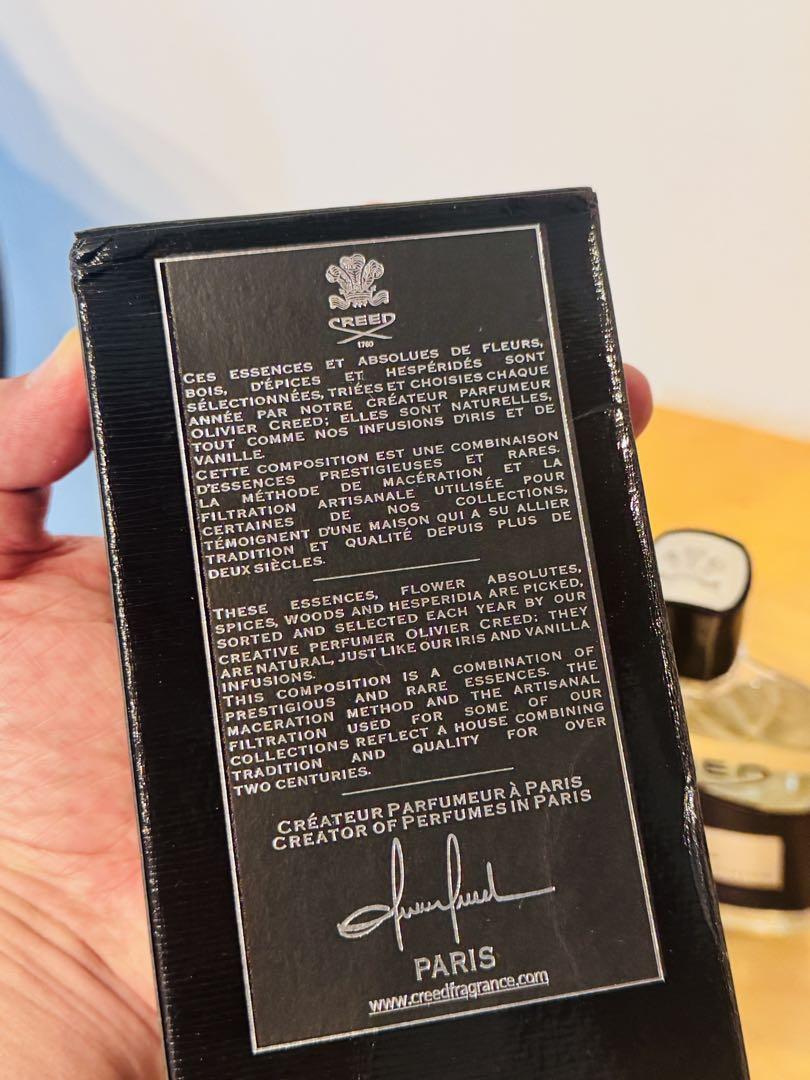 CREED
1760
CES ESSENCES ET ABSOLUES DE FLEURS,
BOIS, D'ÉPICES ET HESPÉRIDÉS SONT
SÉLECTIONNÉES, TRIÉES ET CHOISIES CHAQUE
ANNÉE PAR NOTRE CRÉATEUR PARFUMEUR
OLIVIER CREED; ELLES SONT NATURELLES,
TOUT COMME NOS INFUSIONS D'IRIS ET DE
VANILLE.
CETTE COMPOSITION EST UNE COMBINAISON
D'ESSENCES PRESTIGIEUSES ET RARES.
LA MÉTHODE DE MACÉRATION ET LA
FILTRATION ARTISANALE UTILISÉE POUR
CERTAINES DE NOS COLLECTIONS,
TÉMOIGNENT D'UNE MAISON QUI A SU ALLIER
TRADITION ET QUALITÉ DEPUIS PLUS DE
DEUX SIÈCLES.
THESE ESSENCES, FLOWER ABSOLUTES,
SPICES, WOODS AND HESPERIDIA ARE PICKED,
SORTED AND SELECTED EACH YEAR BY OUR
CREATIVE PERFUMER OLIVIER CREED; THEY
ARE NATURAL, JUST LIKE OUR IRIS AND VANILLA
INFUSIONS.
THIS COMPOSITION IS A COMBINATION OF
PRESTIGIOUS AND RARE ESSENCES. THE
MACERATION METHOD AND THE ARTISANAL
FILTRATION USED FOR SOME OF OUR
COLLECTIONS REFLECT A HOUSE COMBINING
TRADITION AND QUALITY FOR OVER
TWO CENTURIES.
CRÉATEUR PARFUMEUR À PARIS
CREATOR OF PERFUMES IN PARIS
PARIS
www.creedfragrance.com